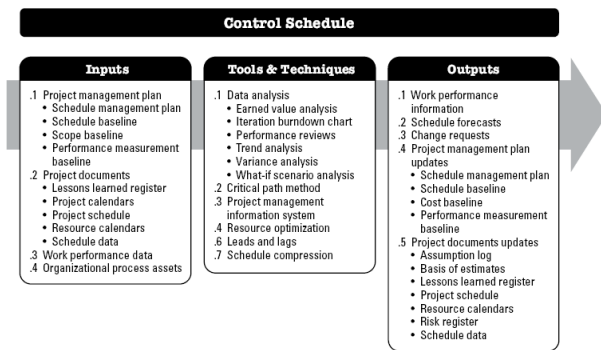 Control Schedule
Inputs
.1 Project management plan
• Schedule management plan
• Schedule baseline
• Scope baseline
• Performance measurement
baseline
.2 Project documents
• Lessons learned register
• Project calendars
• Project schedule
• Resource calendars
• Schedule data
.3 Work performance data
.4 Organizational process assets
Tools & Techniques
.1 Data analysis
• Earned value analysis
• Iteration burndown chart
• Performance reviews
• Trend analysis
• Variance analysis
• What-if scenario analysis
.2 Critical path method
.3 Project management
information system
.4 Resource optimization
.6 Leads and lags
.7 Schedule compression
Outputs
.1 Work performance
information
.2 Schedule forecasts
.3 Change requests
.4 Project management plan
updates
• Schedule management plan
• Schedule baseline
• Cost baseline
• Performance measurement
baseline
.5 Project documents updates
• Assumption log
• Basis of estimates
• Lessons learned register
• Project schedule
• Resource calendars
• Risk register
• Schedule data